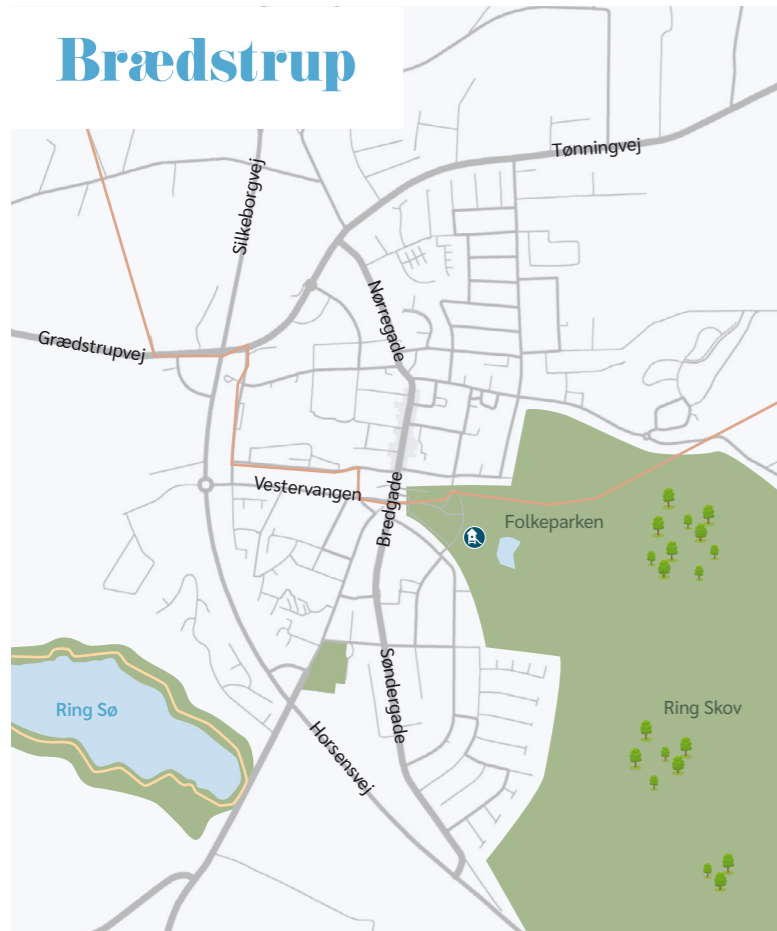 Brædstrup
Tønningvej
Silkeborgvej
Nørregade
Grædstrupvej
Vestervangen
Bredgade
Folkeparken
Søndergade
Ring Sø
Ring Skov
Horsensvej